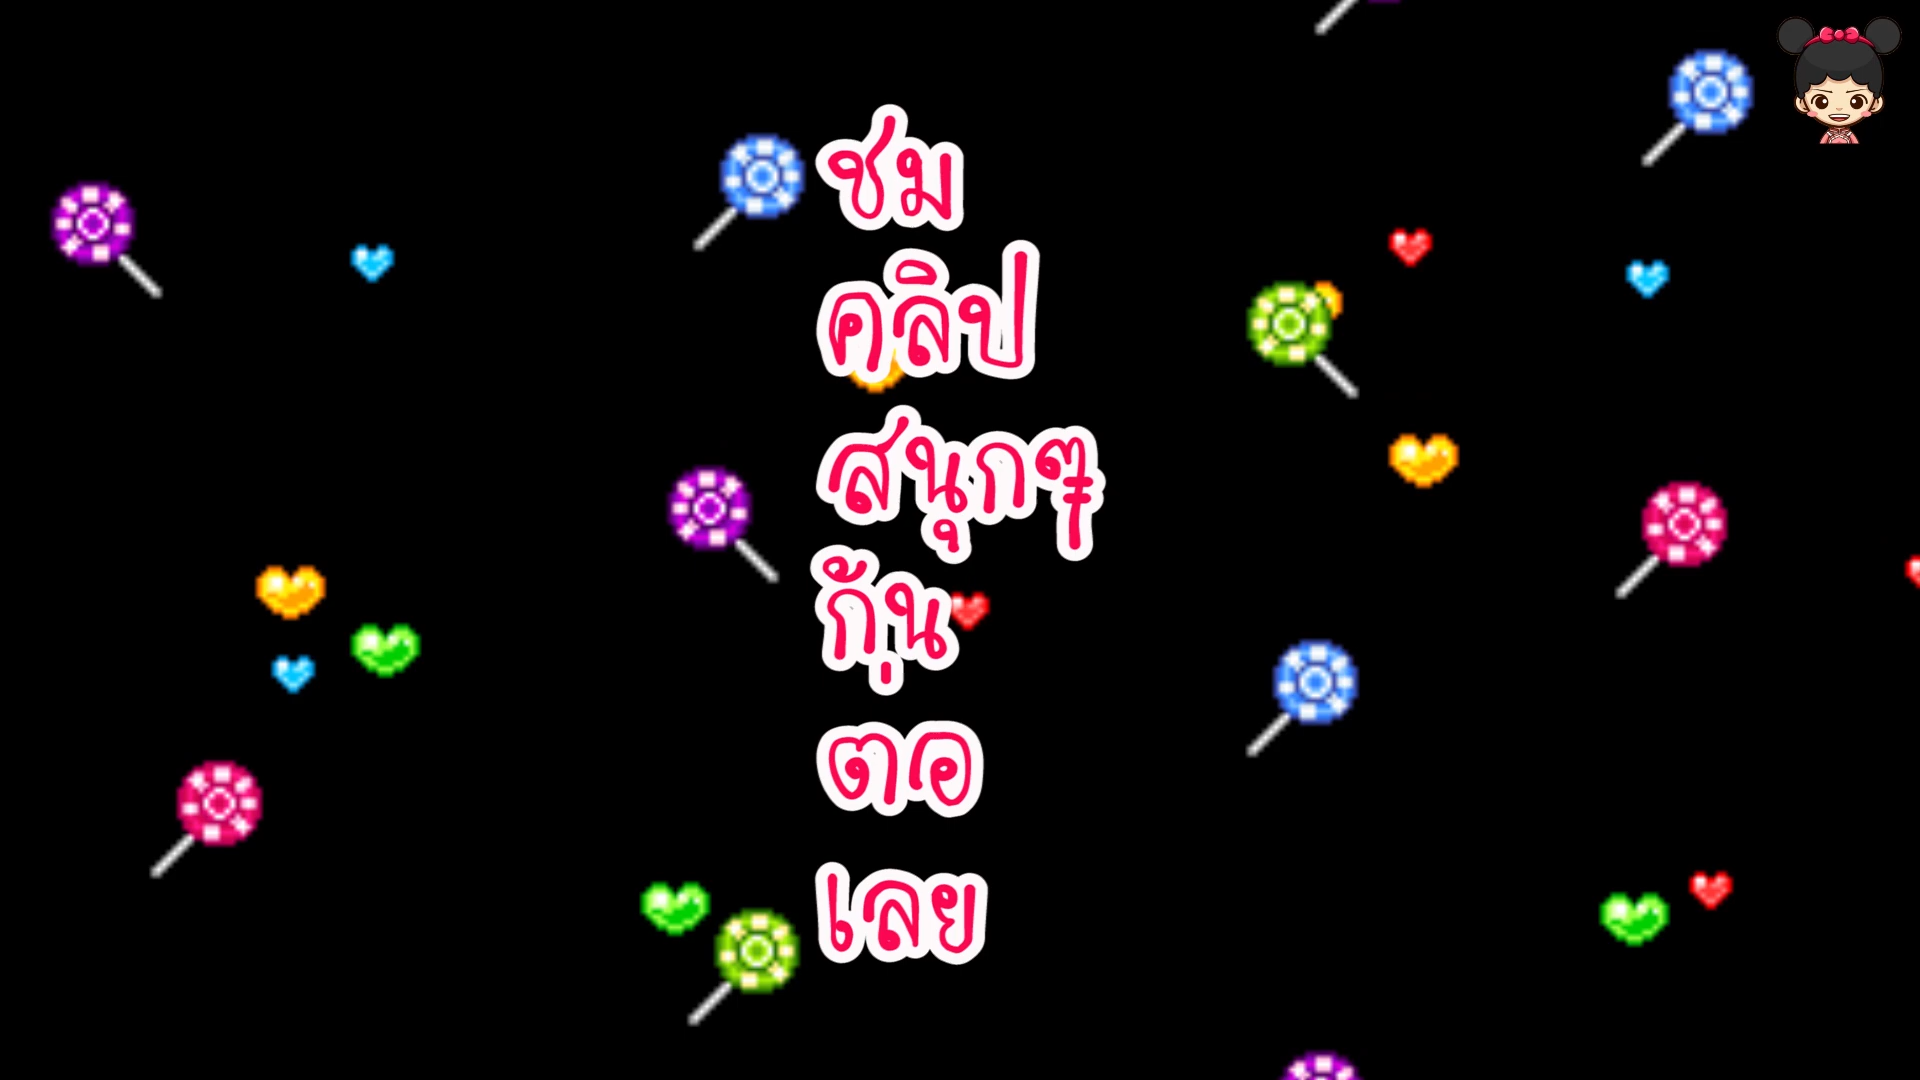 ชม
คลิป
สนุกๆ
กุ้น
ตอ
เลย